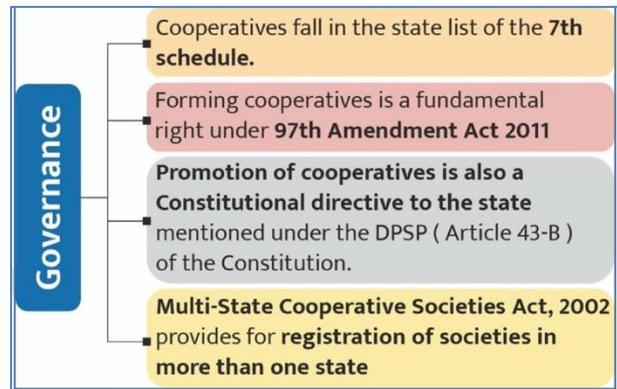 Governance
Cooperatives fall in the state list of the 7th
schedule.
Forming cooperatives is a fundamental
right under 97th Amendment Act 2011
Promotion of cooperatives is also a
Constitutional directive to the state
mentioned under the DPSP ( Article 43-B )
of the Constitution.
Multi-State Cooperative Societies Act, 2002
provides for registration of societies in
more than one state